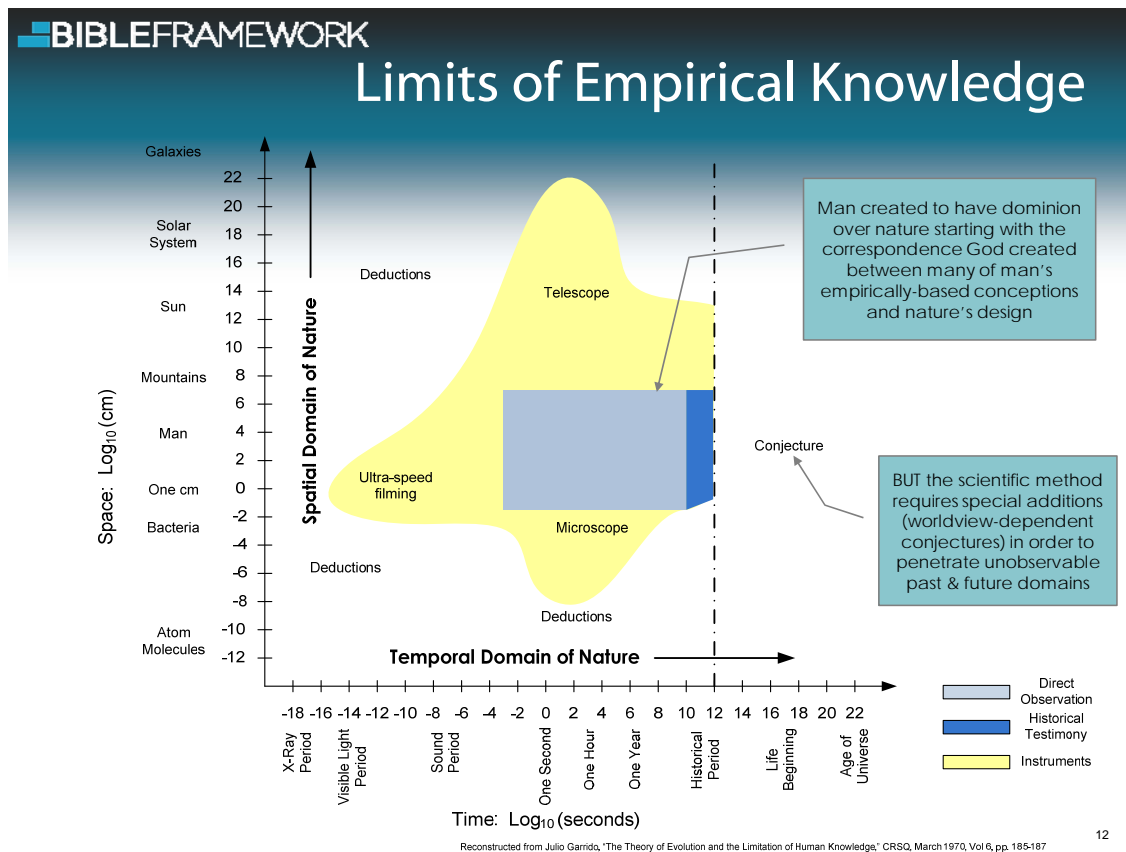 BIBLEFRAMEWORK
Limits of Empirical Knowledge
Galaxies
Solar
System
Sun
Mountains
Man
One cm
Bacteria
Atom
Molecules
Space: Log10 (cm)
22
20
18
16
14
12
10
8
6
4
2
0
-2
-4
-6
-8
-10
-12
Spatial Domain of Nature
Deductions
Telescope
Ultra-speed
filming
Microscope
Deductions
Deductions
Conjecture
Man created to have dominion
over nature starting with the
correspondence God created
between many of man's
empirically-based conceptions
and nature's design
BUT the scientific method
requires special additions
(worldview-dependent
conjectures) in order to
penetrate unobservable
past & future domains
Temporal Domain of Nature
-18 -16 -14 -12 -10 -8 -6 -4 -2 0 2 4 6 8 10 12 14 16 18 20 22
X-Ray
Period
Visible Light
Period
Sound
Period
One Second
One Hour
One Year
Historical
Period
Life
Beginning
Age of
Universe
Time: Log10 (seconds)
Direct
Observation
Historical
Testimony
Instruments
12
Reconstructed from Julio Garrido, "The Theory of Evolution and the Limitation of Human Knowledge," CRSQ, March 1970, Vol 6, pp. 185-187